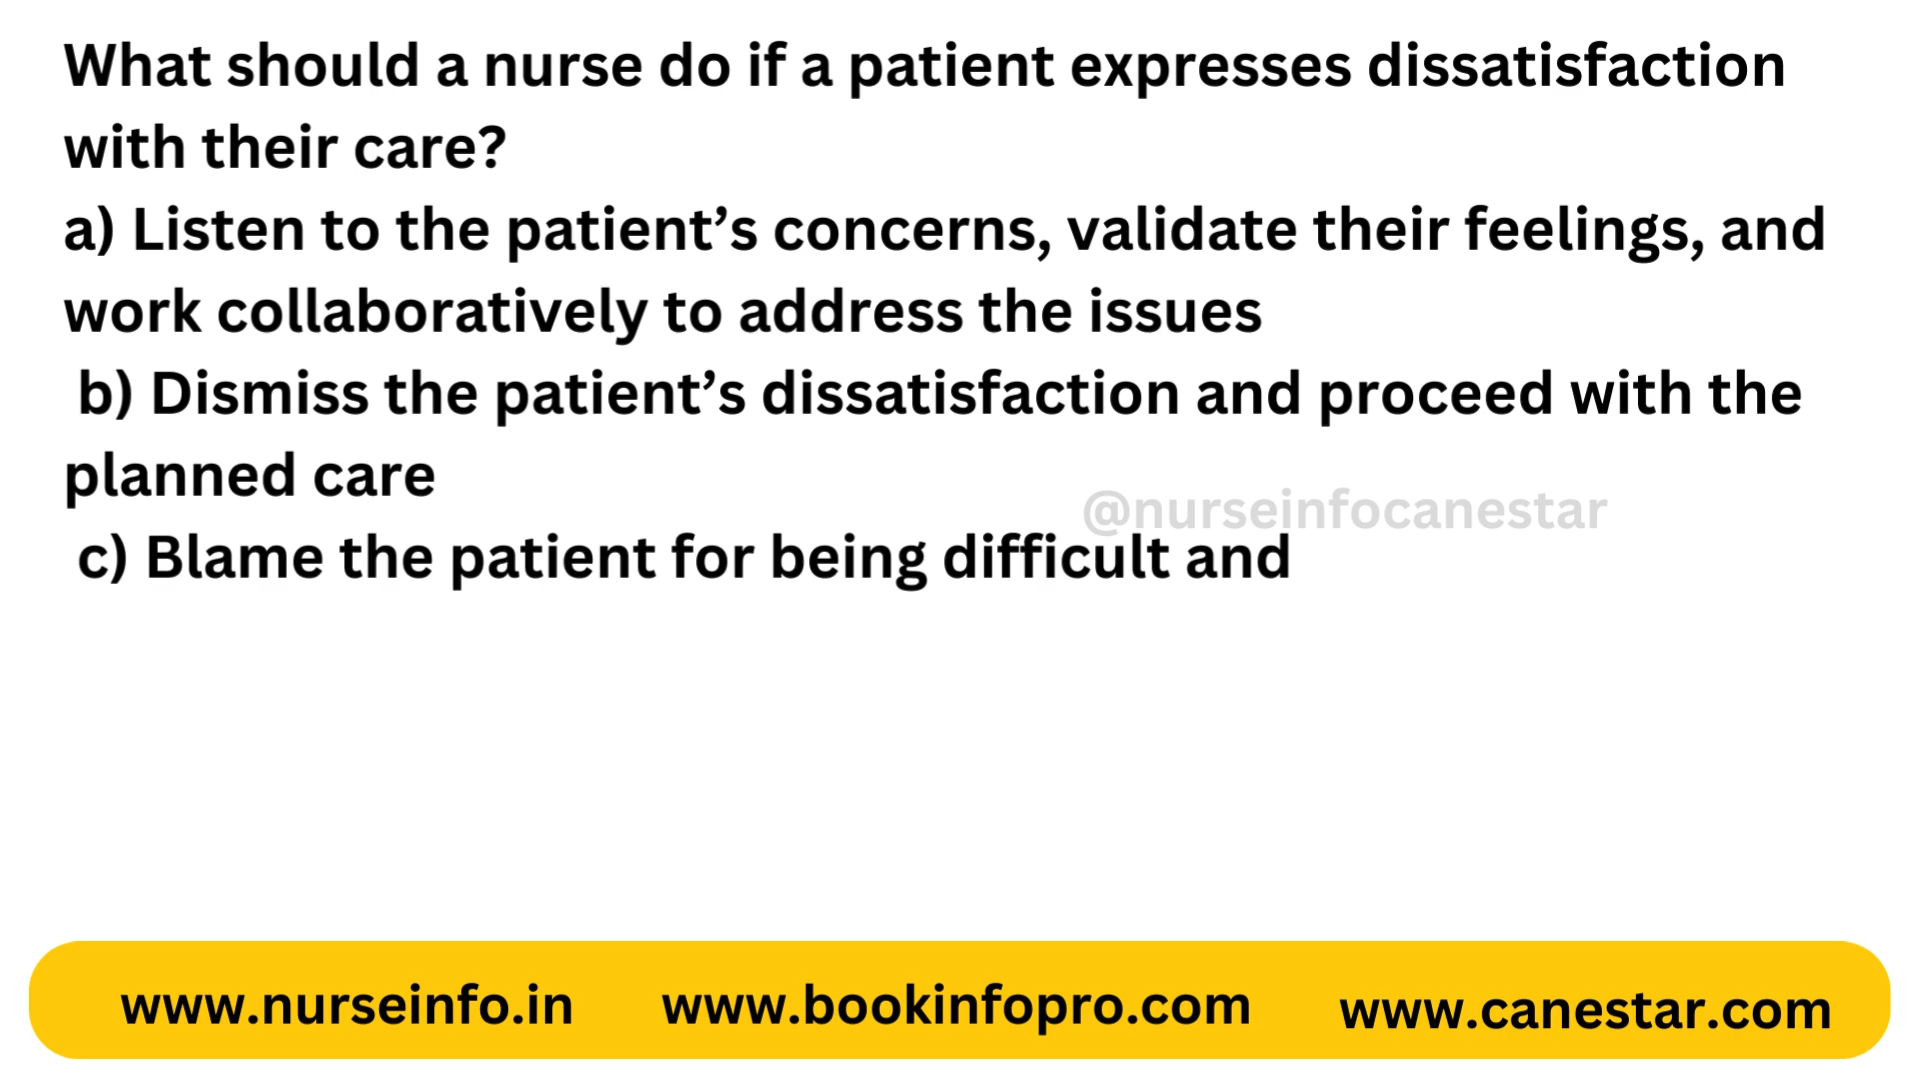 What should a nurse do if a patient expresses dissatisfaction
with their care?
a) Listen to the patient’s concerns, validate their feelings, and
work collaboratively to address the issues
b) Dismiss the patient’s dissatisfaction and proceed with the
planned care
@nurseinfocanestar
c) Blame the patient for being difficult and
www.nurseinfo.in www.bookinfopro.com www.canestar.com